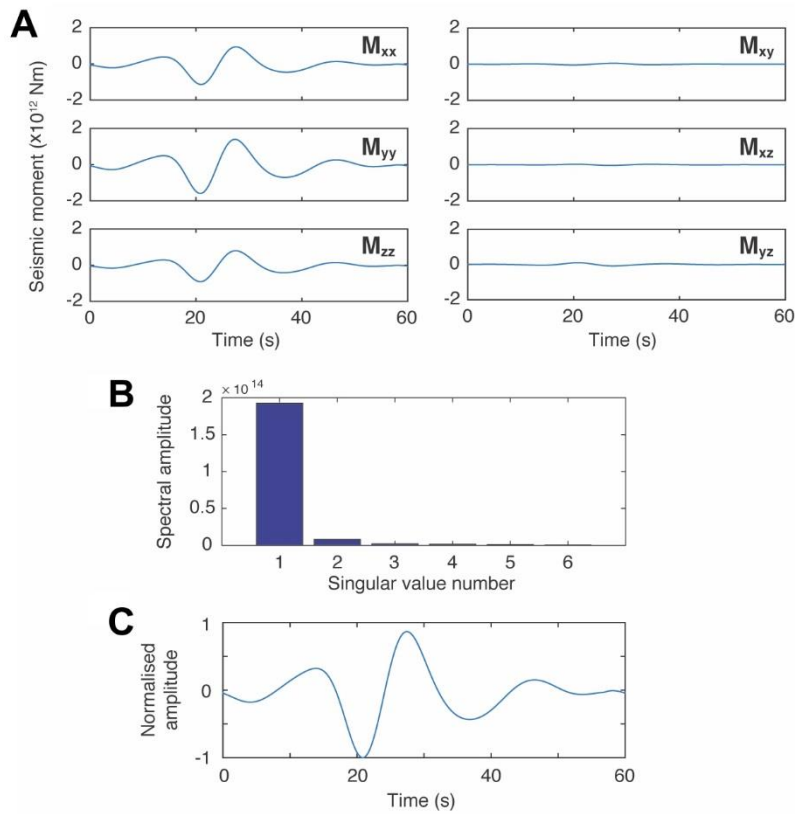 A
Seismic moment (x10¹² Nm)
2
0
-2
Mxx
Mxy
2
0
-2
Myy
Mxz
2
0
-2
Mzz
Myz
2
0
-2
2
0
-2
2
0
-2
0 20 40 60
0 20 40 60
Time (s)
Time (s)
B
× 10 14
Spectral amplitude
2
1.5
1
0.5
0
1 2 3 4 5 6
Singular value number
C
Normalised
amplitude
1
0
-1
0 20 40 60
Time (s)